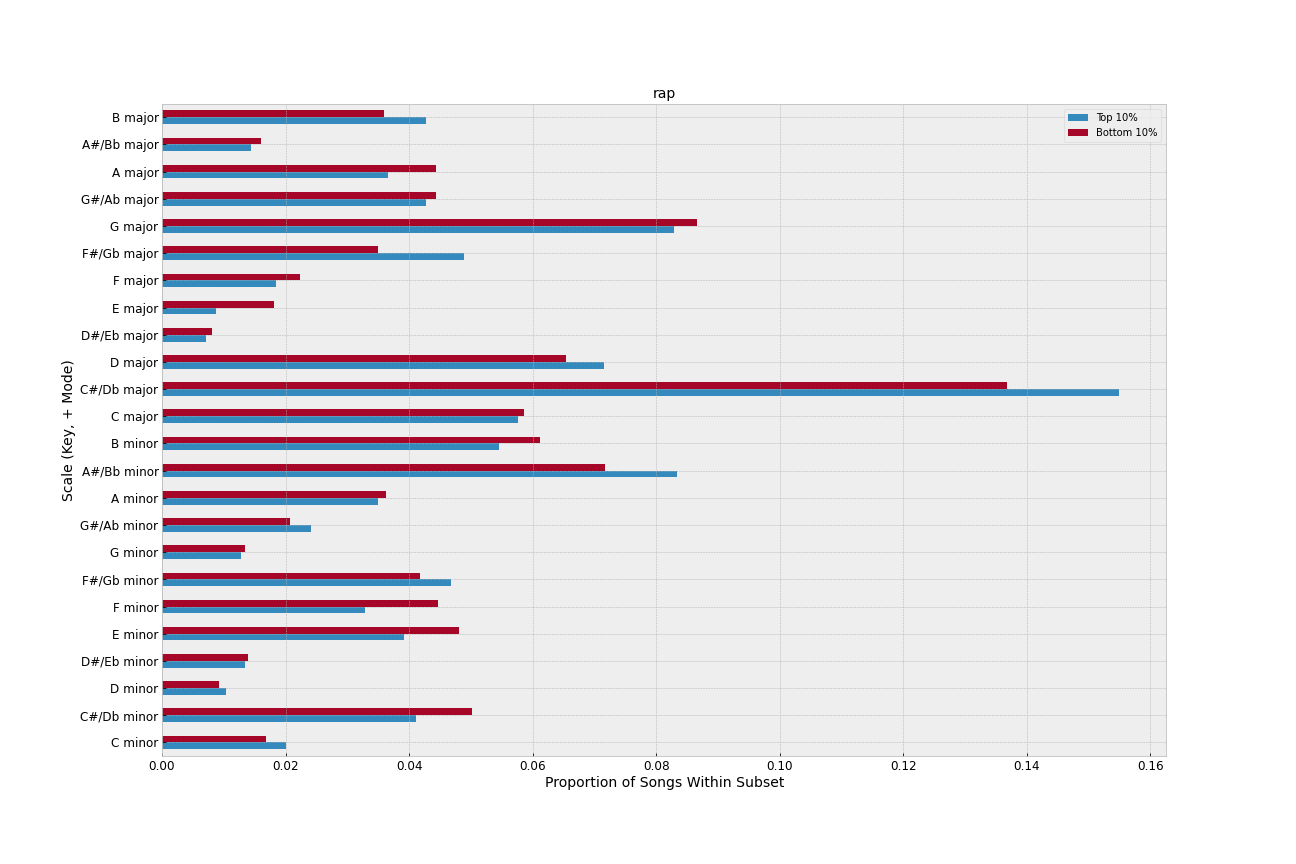 rap
Top 10%
Bottom 10%
B major
A#/Bb major
A major
G#/Ab major
G major
F#/Gb major
F major
E major
D#/Eb major
D major
C#/Db major
C major
B minor
A#/Bb minor
A minor
G#/Ab minor
G minor
F#/Gb minor
F minor
E minor
D#/Eb minor
D minor
C#/Db minor
C minor
Scale (Key, + Mode)
0.00 0.02 0.04 0.06 0.08 0.10 0.12 0.14 0.16
Proportion of Songs Within Subset